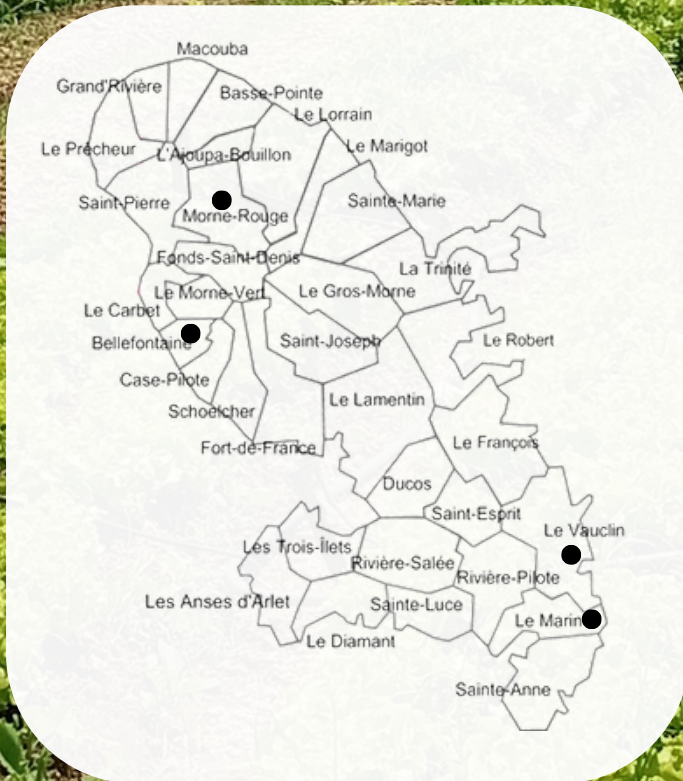 Macouba
Grand'Rivière
Basse-Pointe
Le Lorrain
Le Prêcheur
L'Ajoupa-Bouillon
Le Marigot
Saint-Pierre
Morne-Rouge
Sainte-Marie
Fonds-Saint-Denis
La Trinité
Le Morne-Vert
Le Gros-Morne
Le Carbet
Bellefontaine
Saint-Joseph
Le Robert
Case-Pilote
Le Lamentin
Schoelcher
Fort-de-France
Le François
Ducos
Saint-Esprit
Le Vauclin
Les Trois-Îlets
Rivière-Salée
Rivière-Pilote
Les Anses d'Arlet
Sainte-Luce
Le Marin
Le Diamant
Sainte-Anne